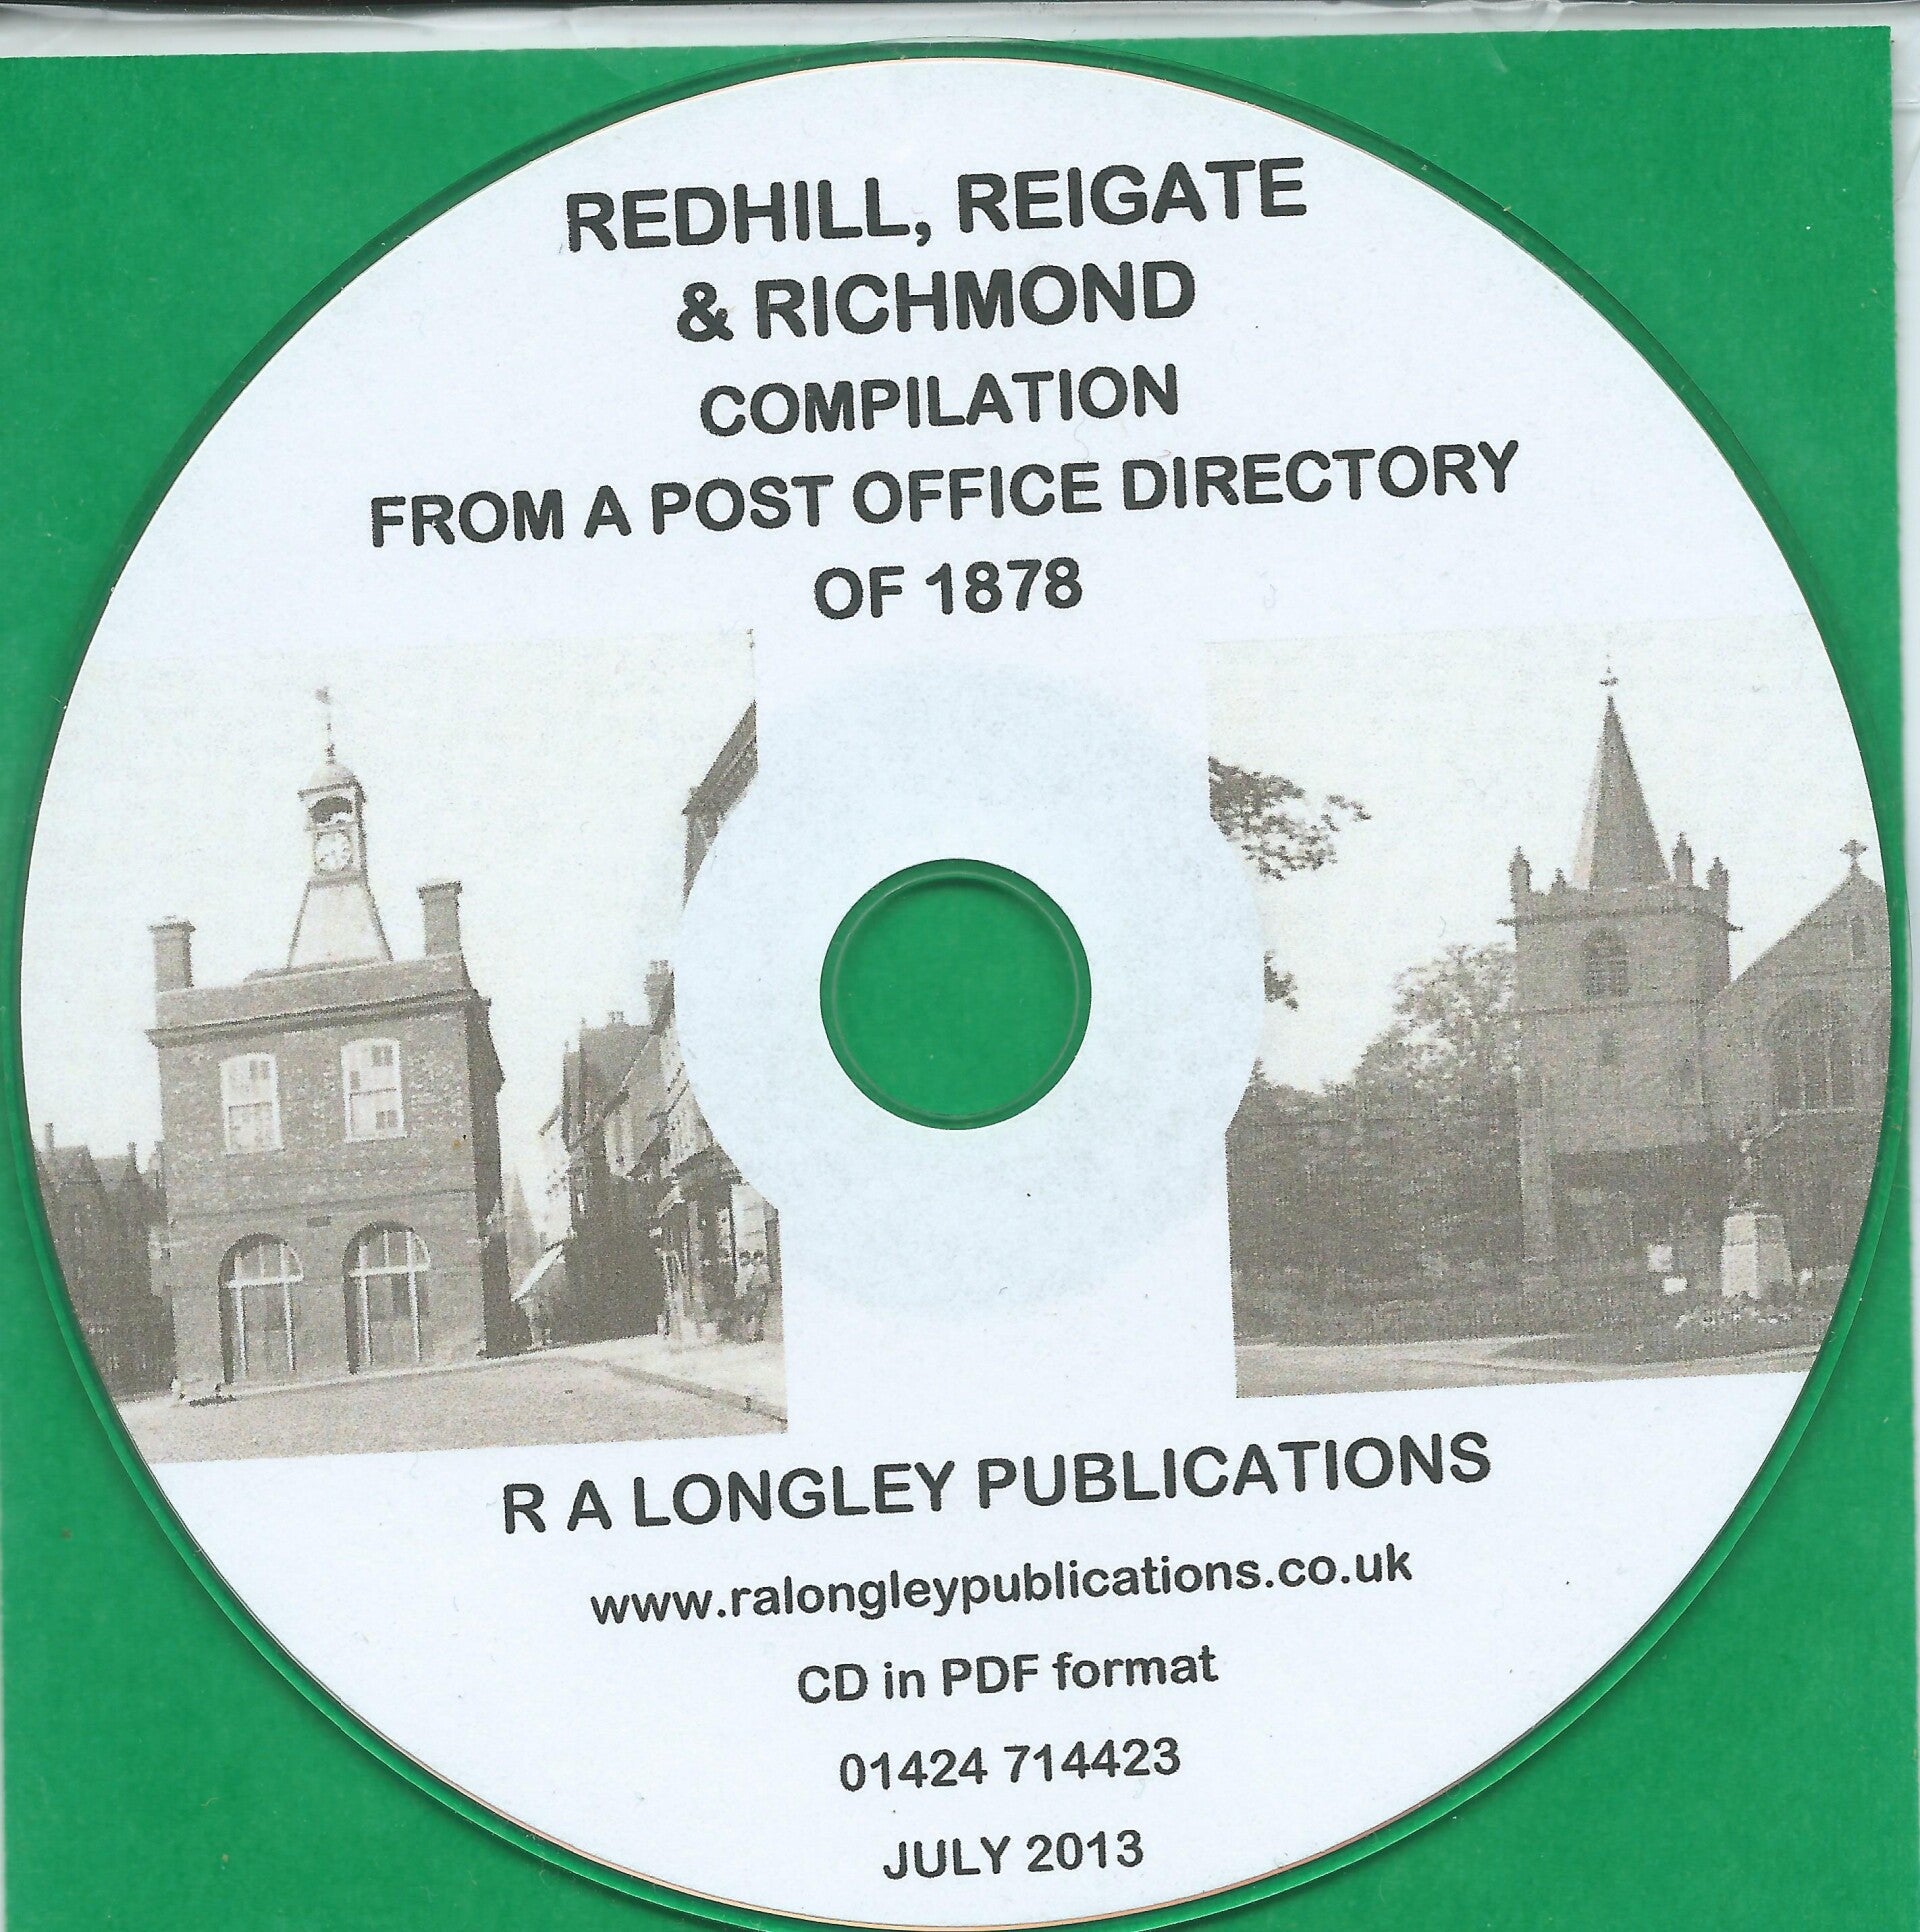 REDHILL, REIGATE
& RICHMOND
COMPILATION
FROM A POST OFFICE DIRECTORY
OF 1878
R A LONGLEY PUBLICATIONS
www.ralongleypublications.co.uk
CD in PDF format
01424 714423
JULY 2013